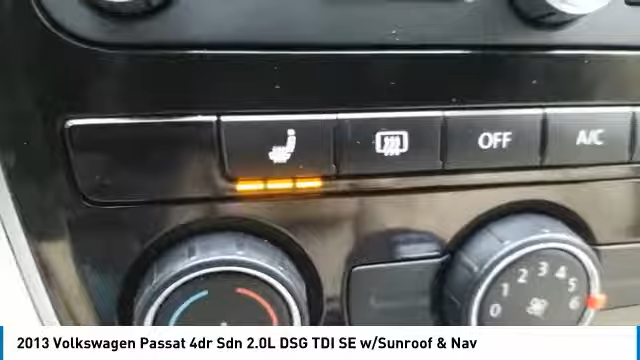 OFF A/C
0 1 2 3 4 5 6
2013 Volkswagen Passat 4dr Sdn 2.0L DSG TDI SE w/Sunroof & Nav